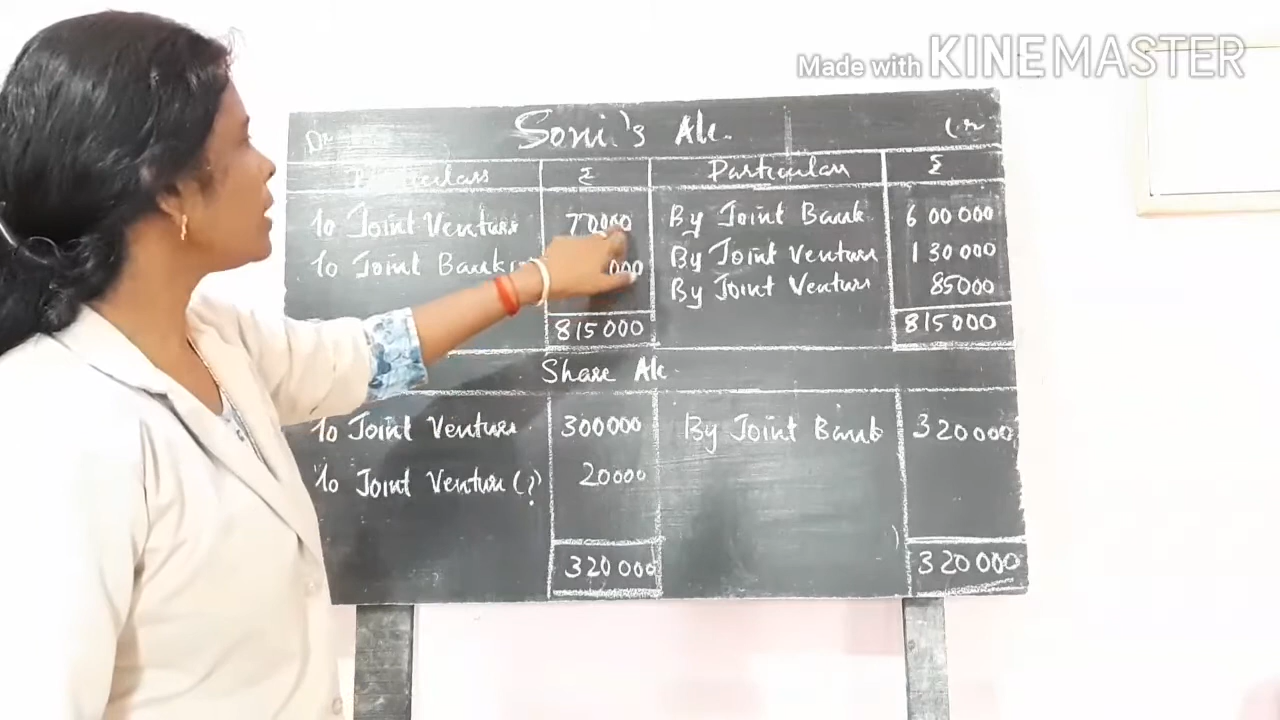 Made with KINEMASTER
Dr Soni's A/c. Cr
Particulars ₹ Particulars ₹
To Joint Venture 70000 By Joint Bank 600000
To Joint Bank 000 By Joint Venture 130000
By Joint Venture 85000
815000 815000
Share A/c.
To Joint Venture 300000 By Joint Bank 320000
To Joint Venture (?) 20000
320000 320000